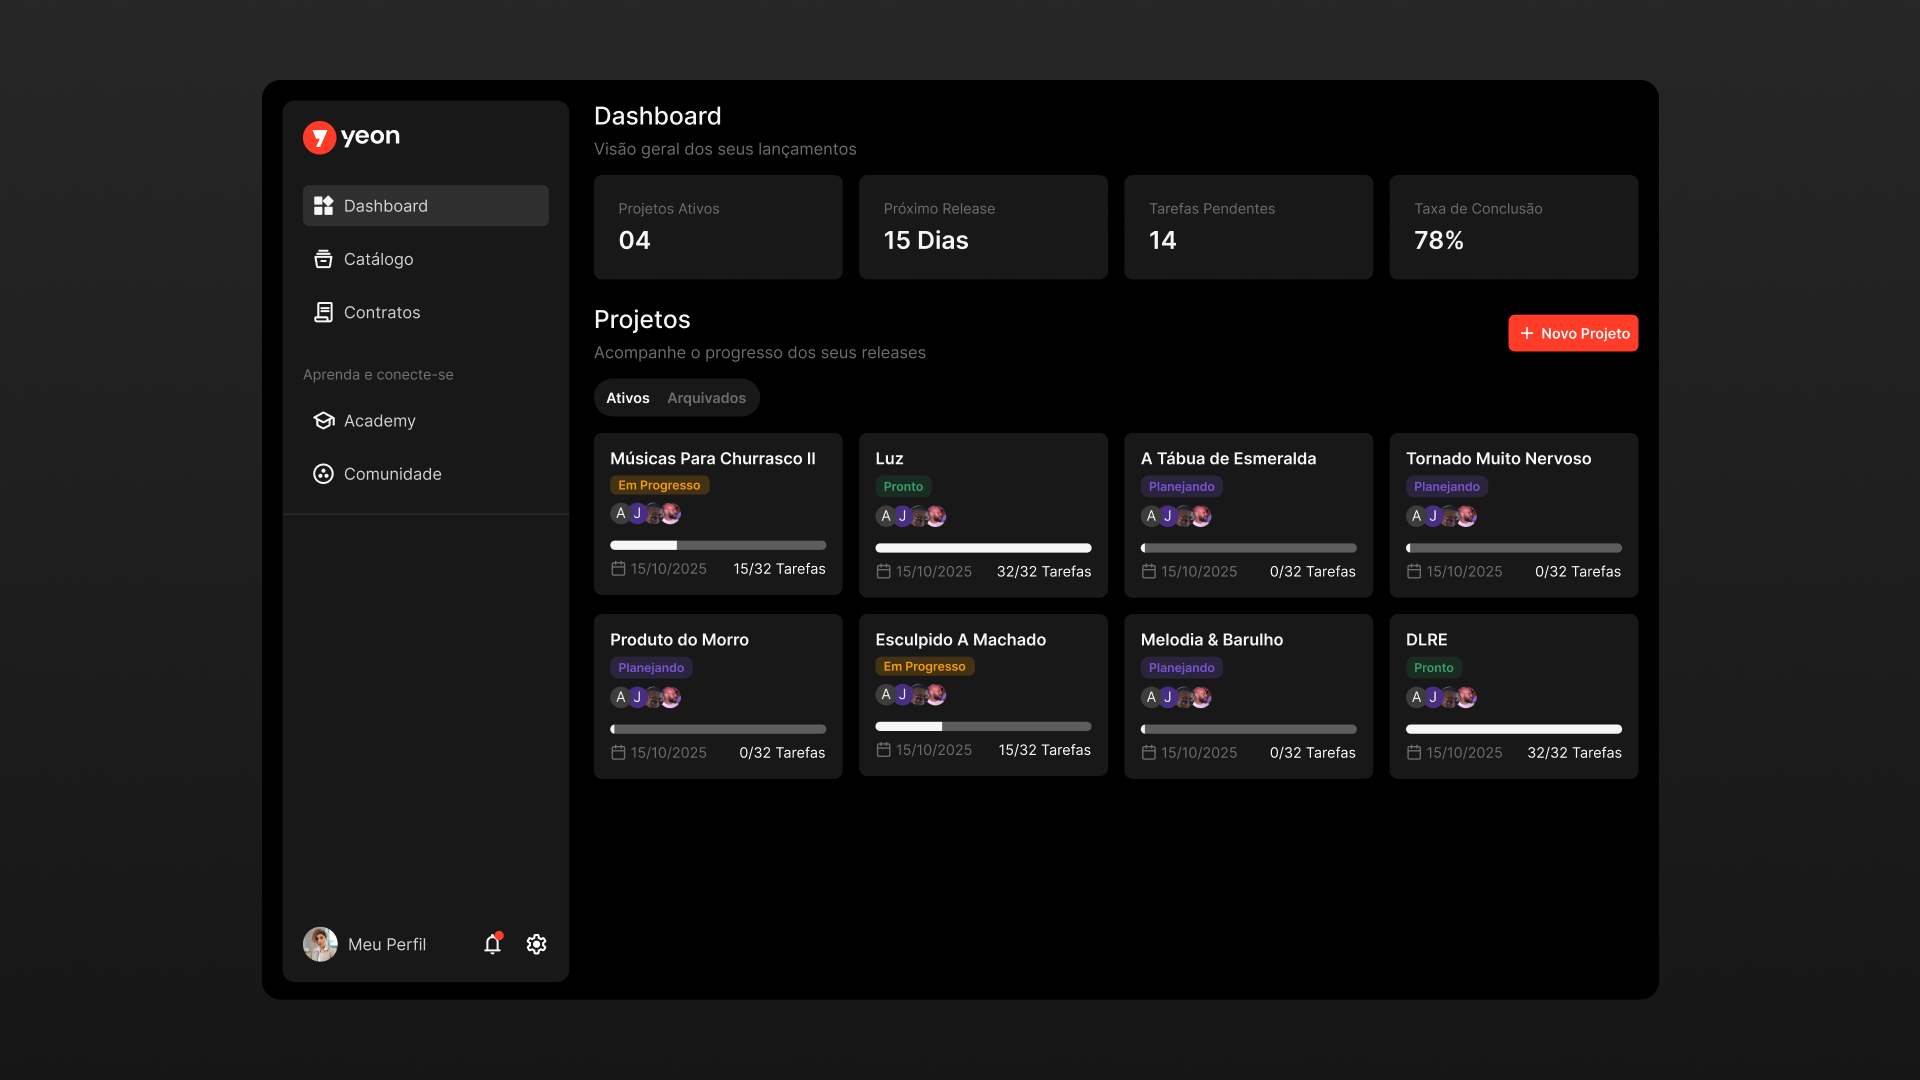 yeon
Dashboard
Catálogo
Contratos
Aprenda e conecte-se
Academy
Comunidade
Meu Perfil
Dashboard
Visão geral dos seus lançamentos
Projetos Ativos
04
Próximo Release
15 Dias
Tarefas Pendentes
14
Taxa de Conclusão
78%
Projetos
Acompanhe o progresso dos seus releases
+ Novo Projeto
Ativos Arquivados
Músicas Para Churrasco II
Em Progresso
A J
15/10/2025 15/32 Tarefas
Luz
Pronto
A J
15/10/2025 32/32 Tarefas
A Tábua de Esmeralda
Planejando
A J
15/10/2025 0/32 Tarefas
Tornado Muito Nervoso
Planejando
A J
15/10/2025 0/32 Tarefas
Produto do Morro
Planejando
A J
15/10/2025 0/32 Tarefas
Esculpido A Machado
Em Progresso
A J
15/10/2025 15/32 Tarefas
Melodia & Barulho
Planejando
A J
15/10/2025 0/32 Tarefas
DLRE
Pronto
A J
15/10/2025 32/32 Tarefas